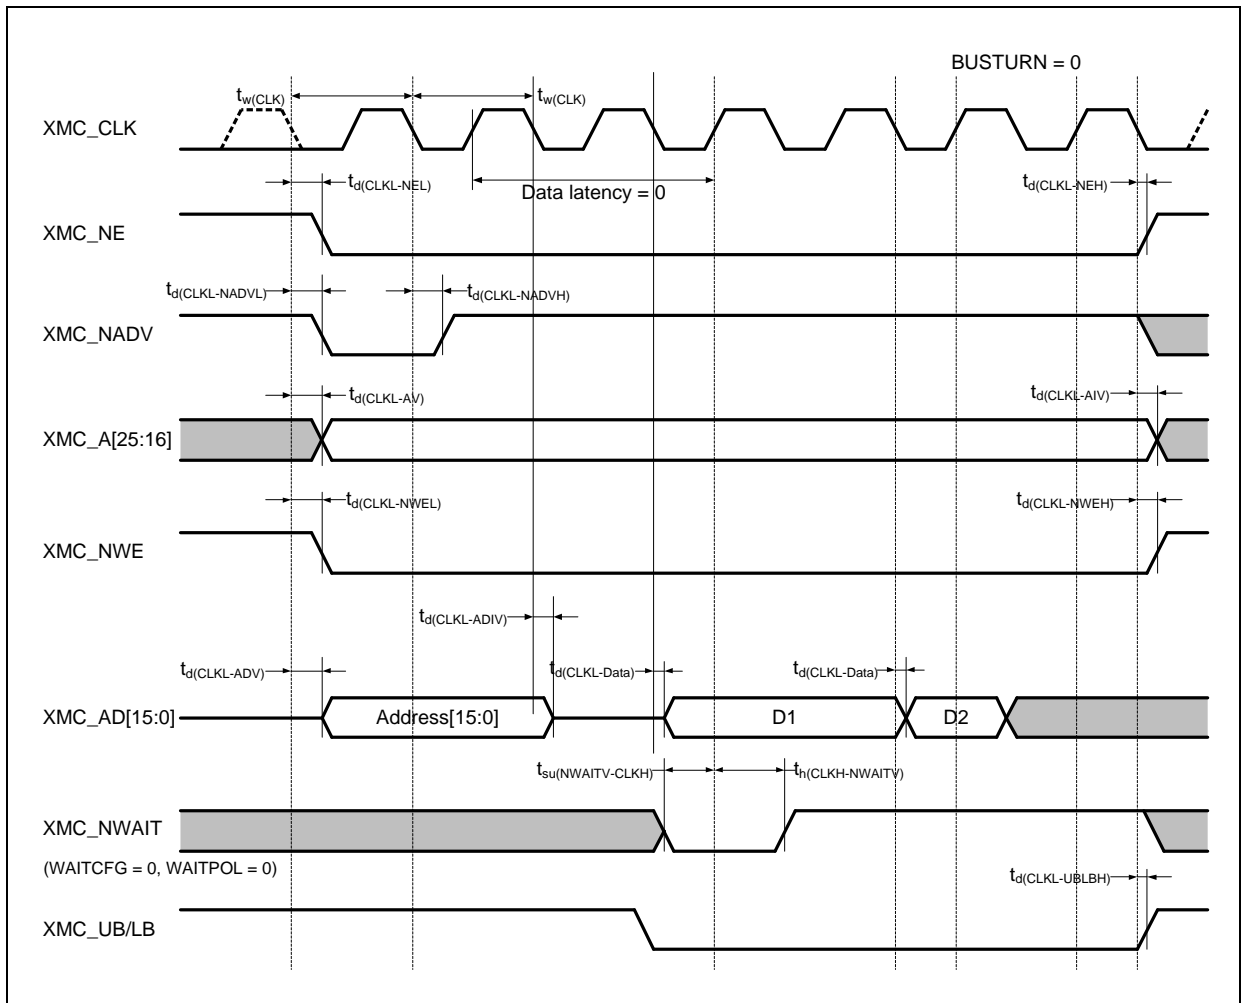 BUSTURN = 0
tw(CLK) tw(CLK)
XMC_CLK
td(CLKL-NEL) Data latency = 0 td(CLKL-NEH)
XMC_NE
td(CLKL-NADVL) td(CLKL-NADVH)
XMC_NADV
td(CLKL-AV) td(CLKL-AIV)
XMC_A[25:16]
td(CLKL-NWEL) td(CLKL-NWEH)
XMC_NWE
td(CLKL-ADIV)
td(CLKL-ADV) td(CLKL-Data) td(CLKL-Data)
XMC_AD[15:0] Address[15:0] D1 D2
tsu(NWAITV-CLKH) th(CLKH-NWAITV)
XMC_NWAIT
(WAITCFG = 0, WAITPOL = 0)
td(CLKL-UBLBH)
XMC_UB/LB